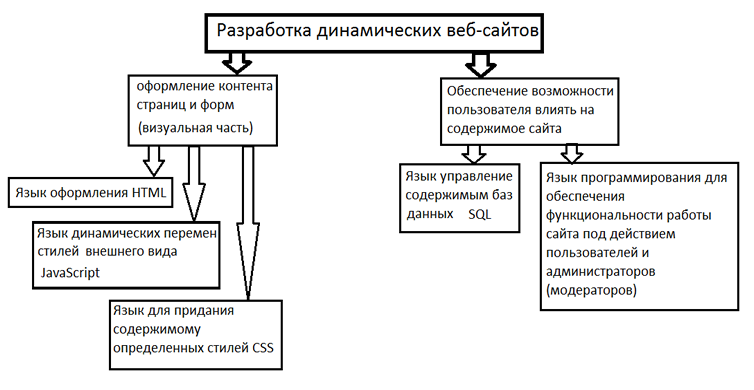 Разработка динамических веб-сайтов
оформление контента
страниц и форм
(визуальная часть)
Обеспечение возможности
пользователя влиять на
содержимое сайта
Язык оформления HTML
Язык динамических перемен
стилей внешнего вида
JavaScript
Язык для придания
содержимому
определенных стилей CSS
Язык управление
содержимым баз
данных SQL
Язык программирования для
обеспечения
функциональности работы
сайта под действием
пользователей и
администраторов
(модераторов)